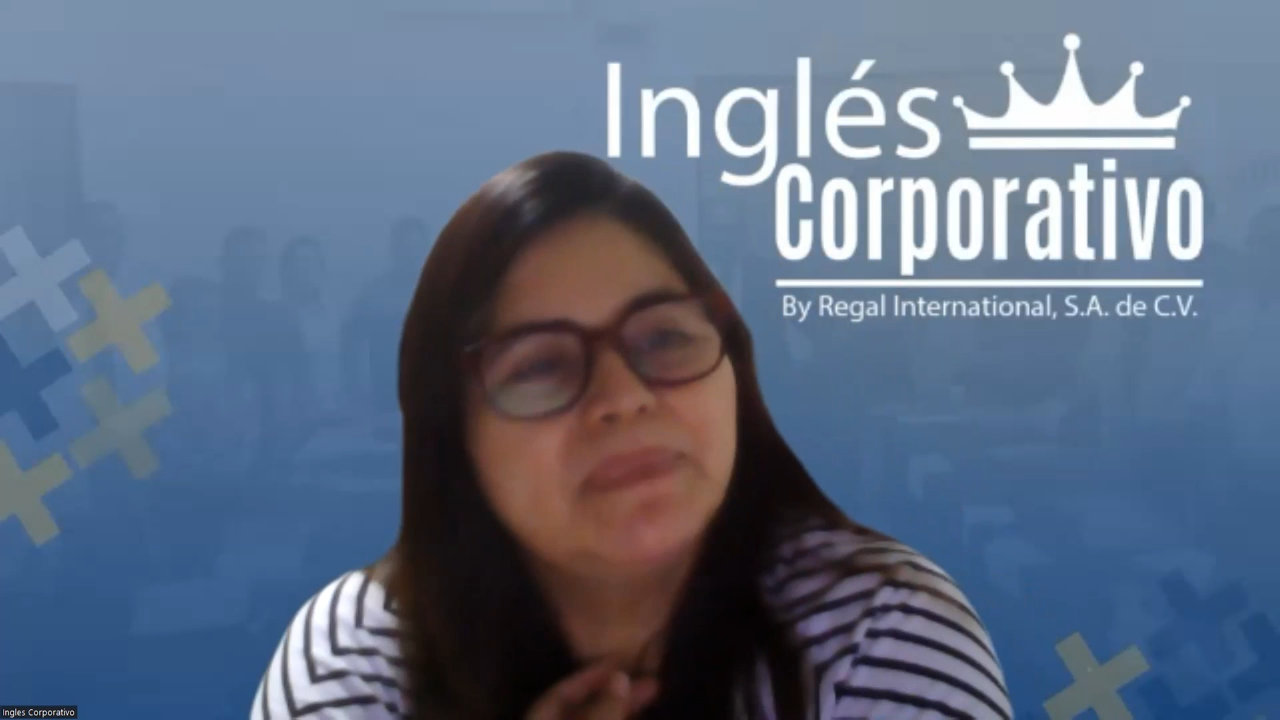 Inglés
Corporativo
By Regal International, S.A. de C.V.
Ingles Corporativo